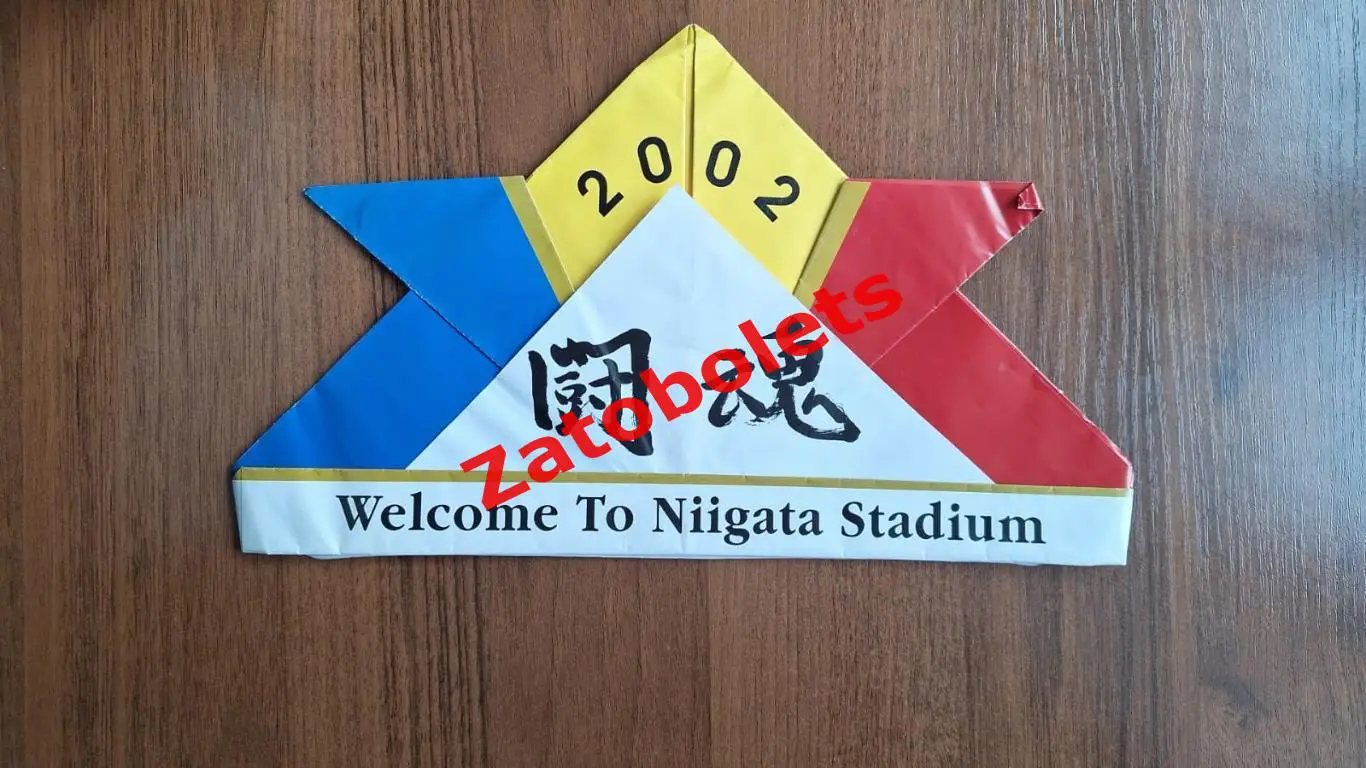 2002
闘魂
Zatobolets
Welcome To Niigata Stadium